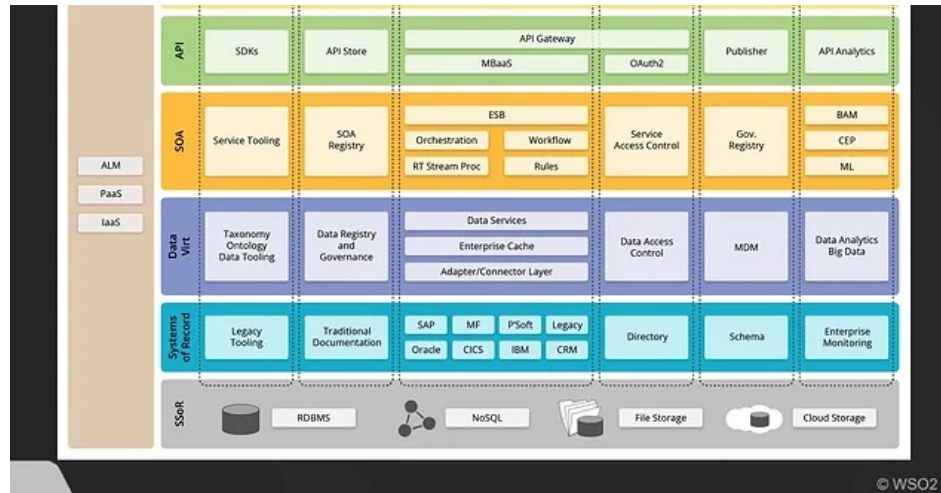 API
SDKs
API Store
API Gateway
MBaaS
OAuth2
Publisher
API Analytics
SOA
Service Tooling
SOA
Registry
ESB
Orchestration
Workflow
RT Stream Proc
Rules
Service
Access Control
Gov.
Registry
BAM
CEP
ML
ALM
PaaS
IaaS
Data
Virt
Taxonomy
Ontology
Data Tooling
Data Registry
and
Governance
Data Services
Enterprise Cache
Adapter/Connector Layer
Data Access
Control
MDM
Data Analytics
Big Data
Systems
of Record
Legacy
Tooling
Traditional
Documentation
SAP
MF
P'Soft
Legacy
Oracle
CICS
IBM
CRM
Directory
Schema
Enterprise
Monitoring
SSoR
RDBMS
NoSQL
File Storage
Cloud Storage
© WSO2